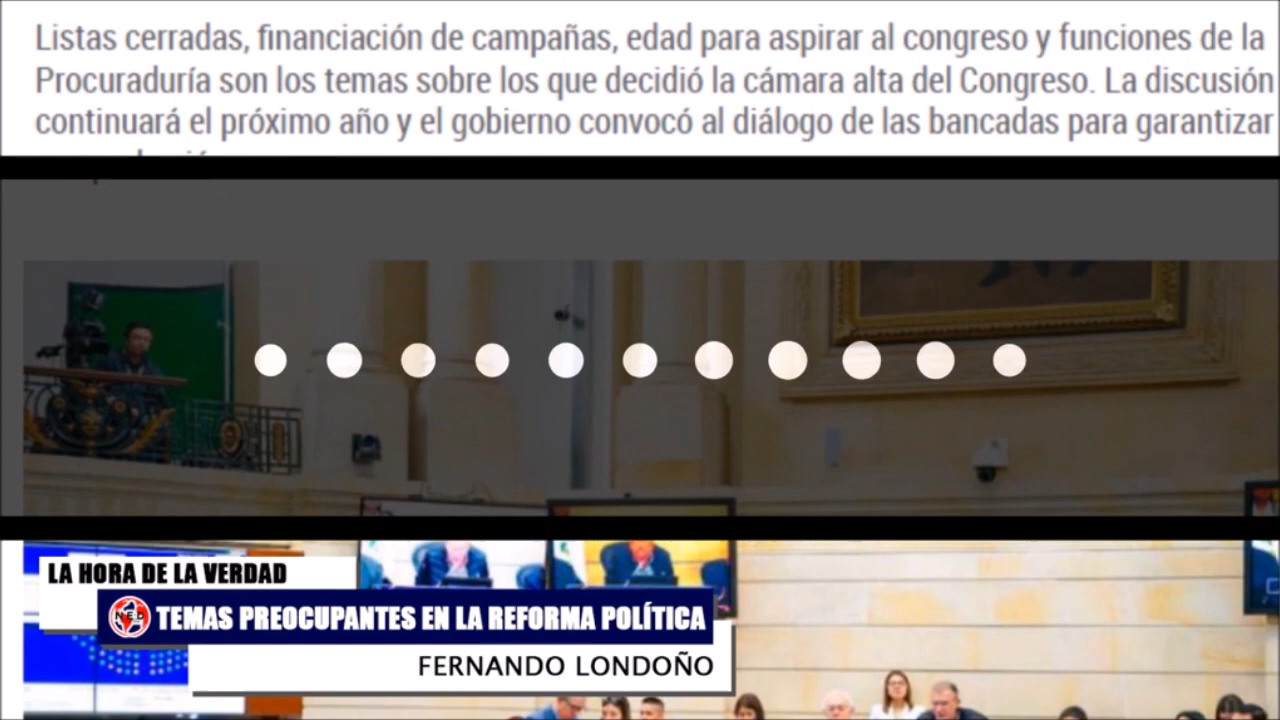 Listas cerradas, financiación de campañas, edad para aspirar al congreso y funciones de la
Procuraduría son los temas sobre los que decidió la cámara alta del Congreso. La discusión
continuará el próximo año y el gobierno convocó al diálogo de las bancadas para garantizar
LA HORA DE LA VERDAD
TEMAS PREOCUPANTES EN LA REFORMA POLÍTICA
FERNANDO LONDOÑO